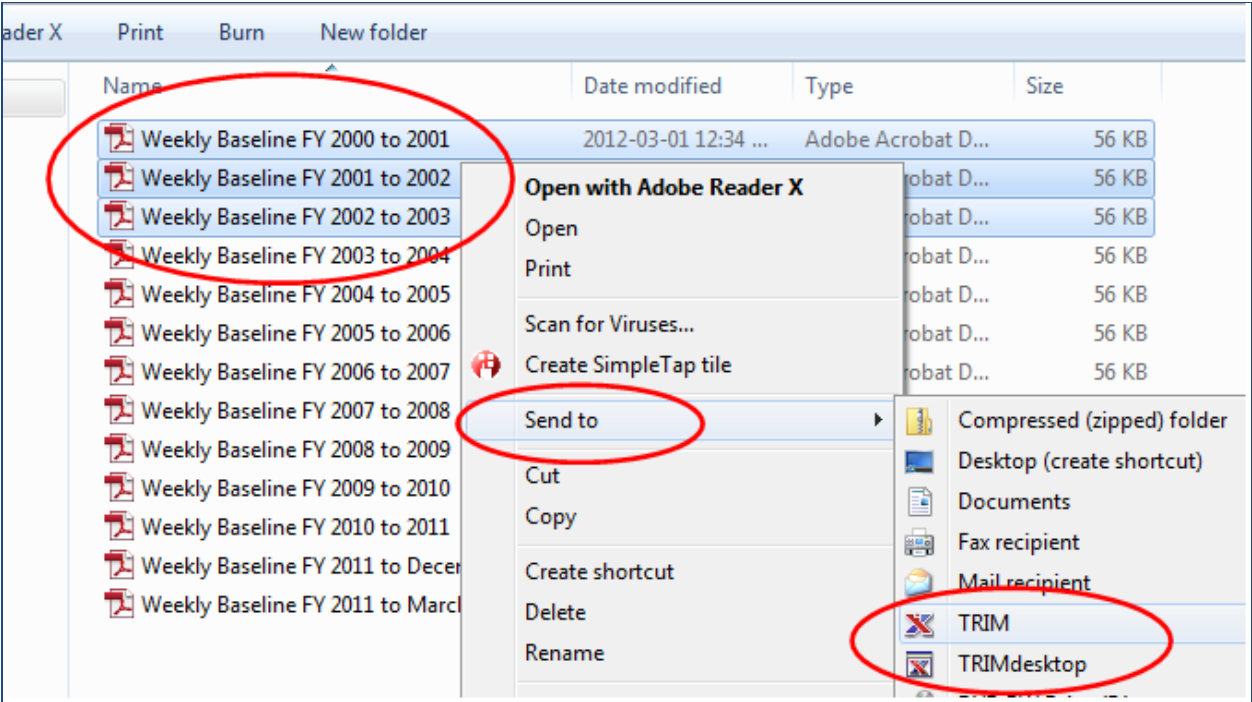 ader X Print Burn New folder
Name Date modified Type Size
Weekly Baseline FY 2000 to 2001 2012-03-01 12:34 ... Adobe Acrobat D... 56 KB
Weekly Baseline FY 2001 to 2002 robat D... 56 KB
Weekly Baseline FY 2002 to 2003 robat D... 56 KB
Weekly Baseline FY 2003 to 2004 robat D... 56 KB
Weekly Baseline FY 2004 to 2005 robat D... 56 KB
Weekly Baseline FY 2005 to 2006 robat D... 56 KB
Weekly Baseline FY 2006 to 2007 robat D... 56 KB
Weekly Baseline FY 2007 to 2008
Weekly Baseline FY 2008 to 2009
Weekly Baseline FY 2009 to 2010
Weekly Baseline FY 2010 to 2011
Weekly Baseline FY 2011 to Decer
Weekly Baseline FY 2011 to Marcl
Open with Adobe Reader X
Open
Print
Scan for Viruses...
Create SimpleTap tile
Send to
Cut
Copy
Create shortcut
Delete
Rename
Compressed (zipped) folder
Desktop (create shortcut)
Documents
Fax recipient
Mail recipient
TRIM
TRIMdesktop